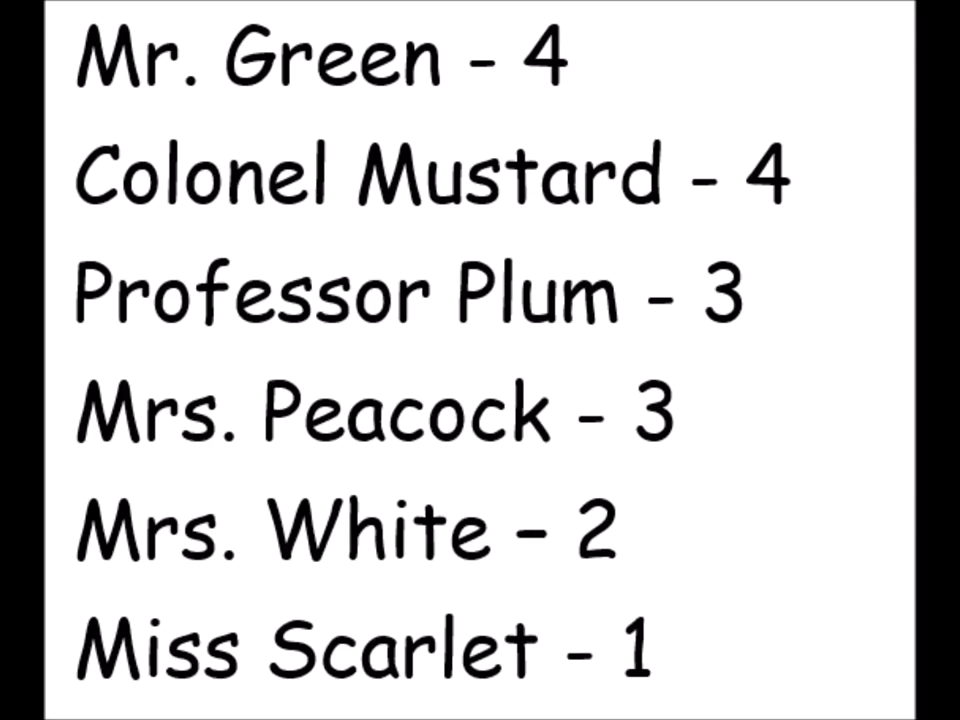 Mr. Green - 4
Colonel Mustard - 4
Professor Plum - 3
Mrs. Peacock - 3
Mrs. White – 2
Miss Scarlet - 1